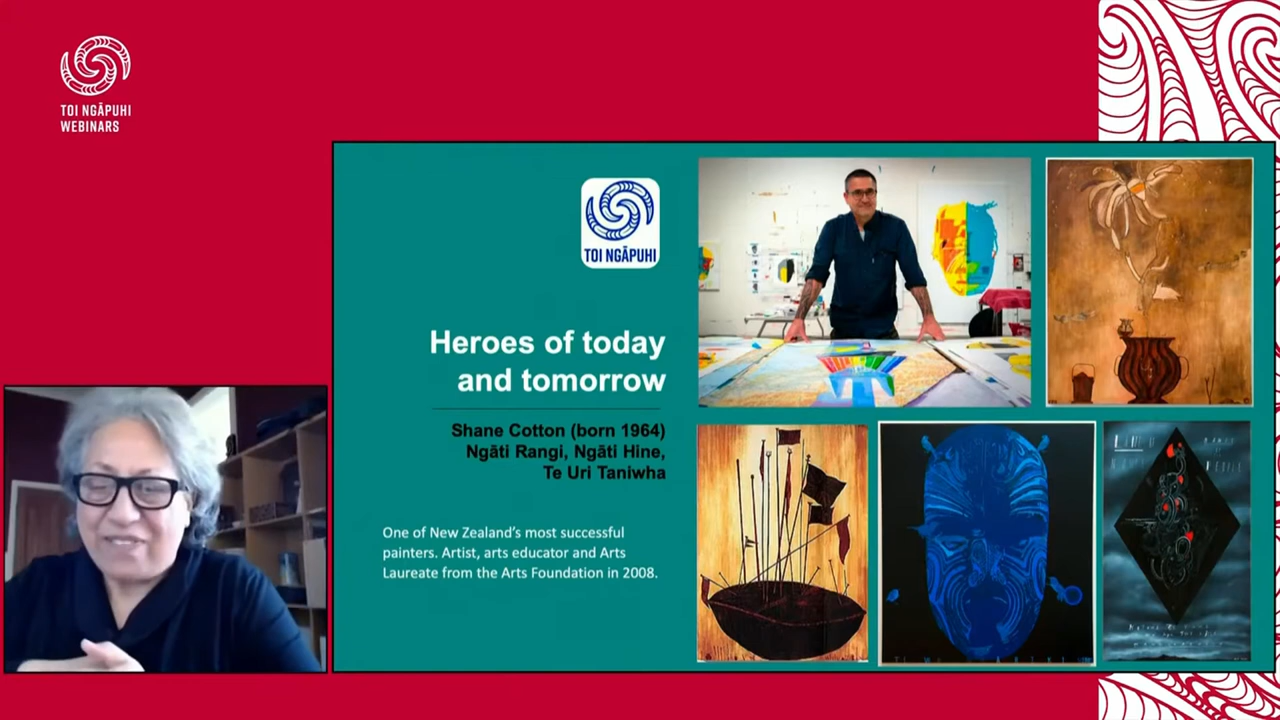 TOI NGĀPUHI
WEBINARS
TOI NGĀPUHI
Heroes of today
and tomorrow
Shane Cotton (born 1964)
Ngāti Rangi, Ngāti Hine,
Te Uri Taniwha
One of New Zealand's most successful
painters. Artist, arts educator and Arts
Laureate from the Arts Foundation in 2008.